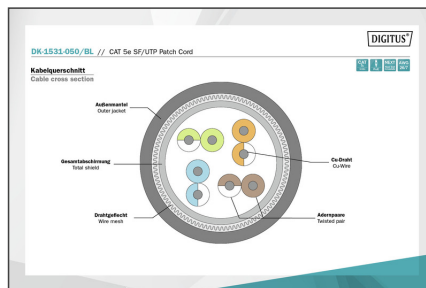 DIGITUS®
DK-1531-050/BL // CAT 5e SF/UTP Patch Cord
Kabelquerschnitt
Cable cross section
Außenmantel
Outer jacket
Gesamtabschirmung
Total shield
Drahtgeflecht
Wire mesh
Cu-Draht
Cu-Wire
Adernpaare
Twisted pair